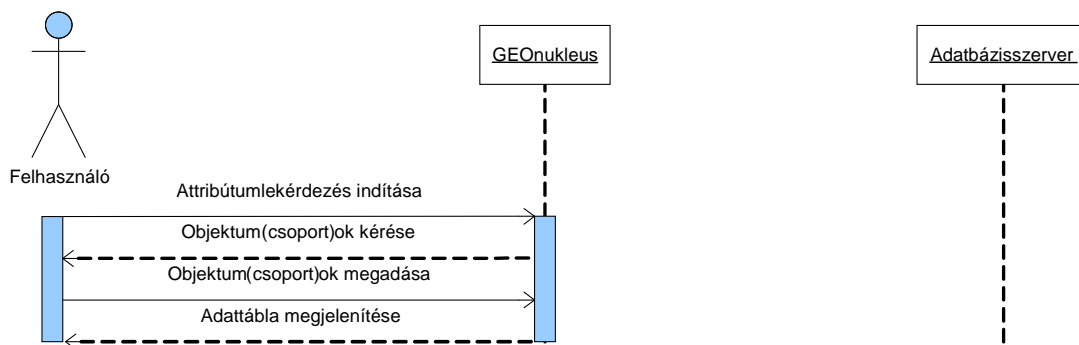 GEOnukleus
Adatbázisszerver
Felhasználó
Attribútumlekérdezés indítása
Objektum(csoport)ok kérése
Objektum(csoport)ok megadása
Adattábla megjelenítése